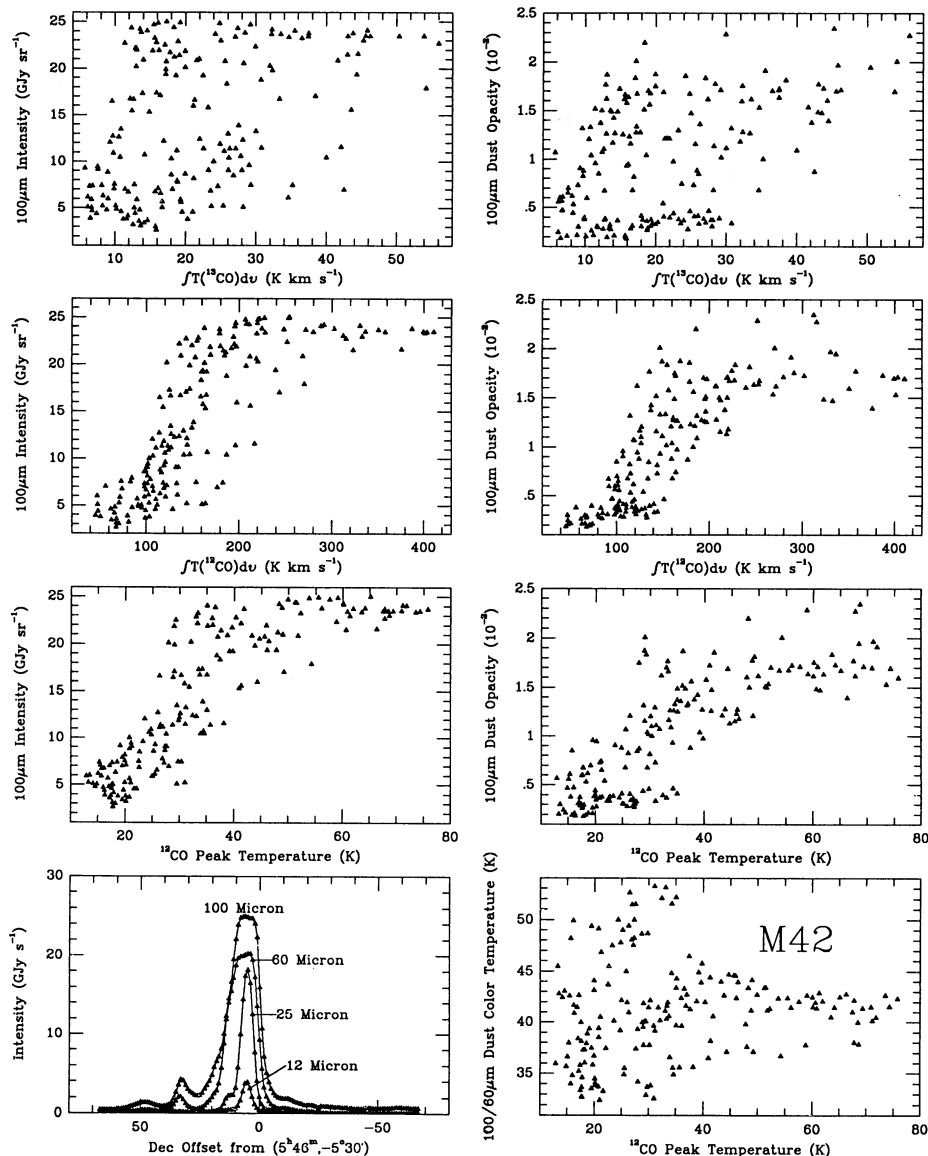 100μm Intensity (GJy sr⁻¹)
25
20
15
10
5
10 20 30 40 50
∫T(¹³CO)dυ (K km s⁻¹)
100μm Dust Opacity (10⁻³)
2.5
2
1.5
1
.5
10 20 30 40 50
∫T(¹³CO)dυ (K km s⁻¹)
100μm Intensity (GJy sr⁻¹)
25
20
15
10
5
100 200 300 400
∫T(¹²CO)dυ (K km s⁻¹)
100μm Dust Opacity (10⁻³)
2.5
2
1.5
1
.5
100 200 300 400
∫T(¹²CO)dυ (K km s⁻¹)
100μm Intensity (GJy sr⁻¹)
25
20
15
10
5
20 40 60 80
¹²CO Peak Temperature (K)
100μm Dust Opacity (10⁻³)
2.5
2
1.5
1
.5
20 40 60 80
¹²CO Peak Temperature (K)
Intensity (GJy s⁻¹)
30
20
10
0
100 Micron
60 Micron
25 Micron
12 Micron
50 0 -50
Dec Offset from (5ʰ46ᵐ,-5°30′)
100/60μm Dust Color Temperature (K)
50
45
40
35
M42
20 40 60 80
¹²CO Peak Temperature (K)